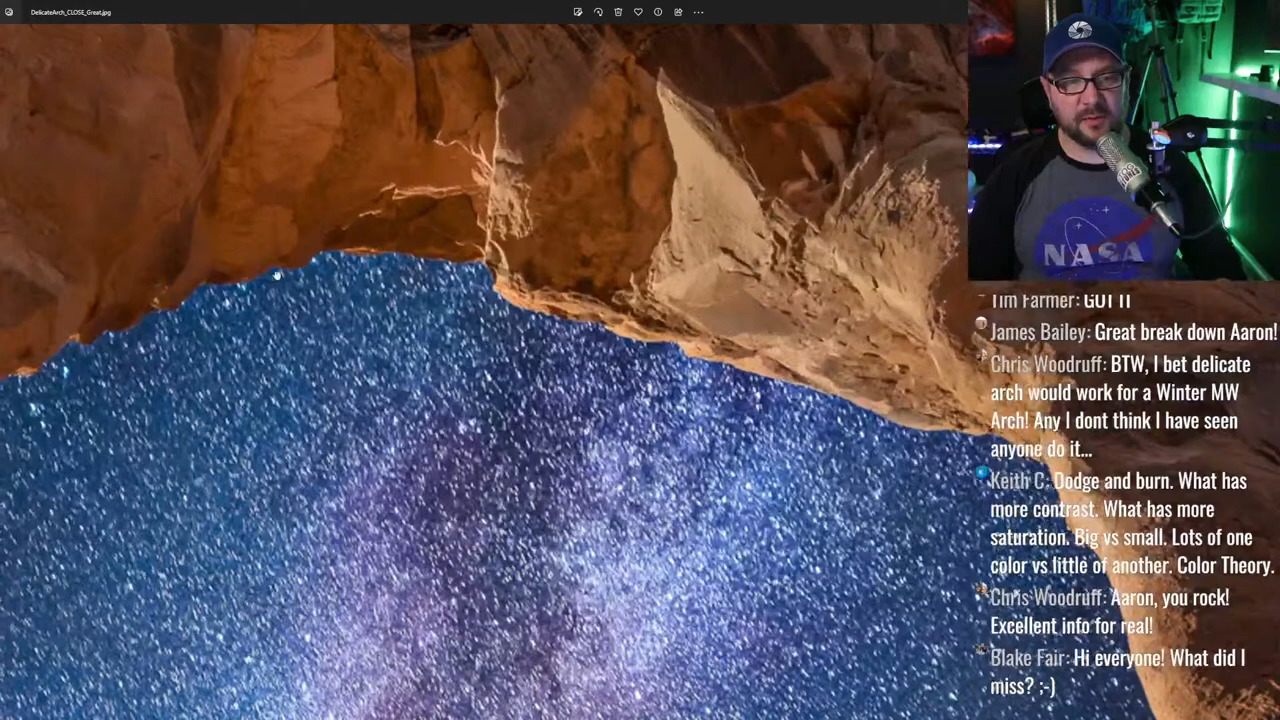 DelicateArch_CLOSE_Great.jpg
NASA
Tim Farmer: GOT IT
James Bailey: Great break down Aaron!
Chris Woodruff: BTW, I bet delicate
arch would work for a Winter MW
Arch! Any I dont think I have seen
anyone do it...
Keith C: Dodge and burn. What has
more contrast. What has more
saturation. Big vs small. Lots of one
color vs little of another. Color Theory.
Chris Woodruff: Aaron, you rock!
Excellent info for real!
Blake Fair: Hi everyone! What did I
miss? ;-)